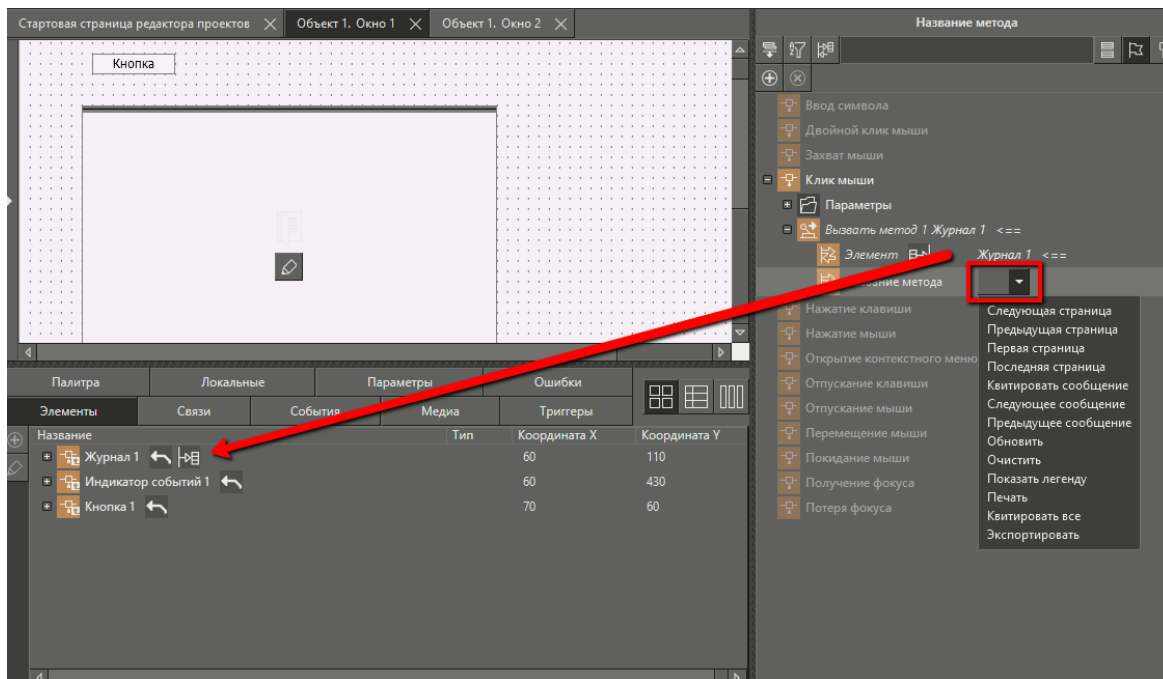 Стартовая страница редактора проектов
Объект 1. Окно 1
Объект 1. Окно 2
Название метода
Кнопка
Ввод символа
Двойной клик мыши
Захват мыши
Клик мыши
Параметры
Вызвать метод 1 Журнал 1 <==
Элемент Журнал 1 <==
метода
Нажатие клавиши
Нажатие мыши
Открытие контекстного меню
Отпускание клавиши
Отпускание мыши
Перемещение мыши
Покидание мыши
Получение фокуса
Потеря фокуса
Следующая страница
Предыдущая страница
Первая страница
Последняя страница
Квитировать сообщение
Следующее сообщение
Предыдущее сообщение
Обновить
Очистить
Показать легенду
Печать
Квитировать все
Экспортировать
Палитра Локальные Параметры Ошибки
Элементы Связи События Медиа Триггеры
Название Тип Координата X Координата Y
Журнал 1 60 110
Индикатор событий 1 60 430
Кнопка 1 70 60